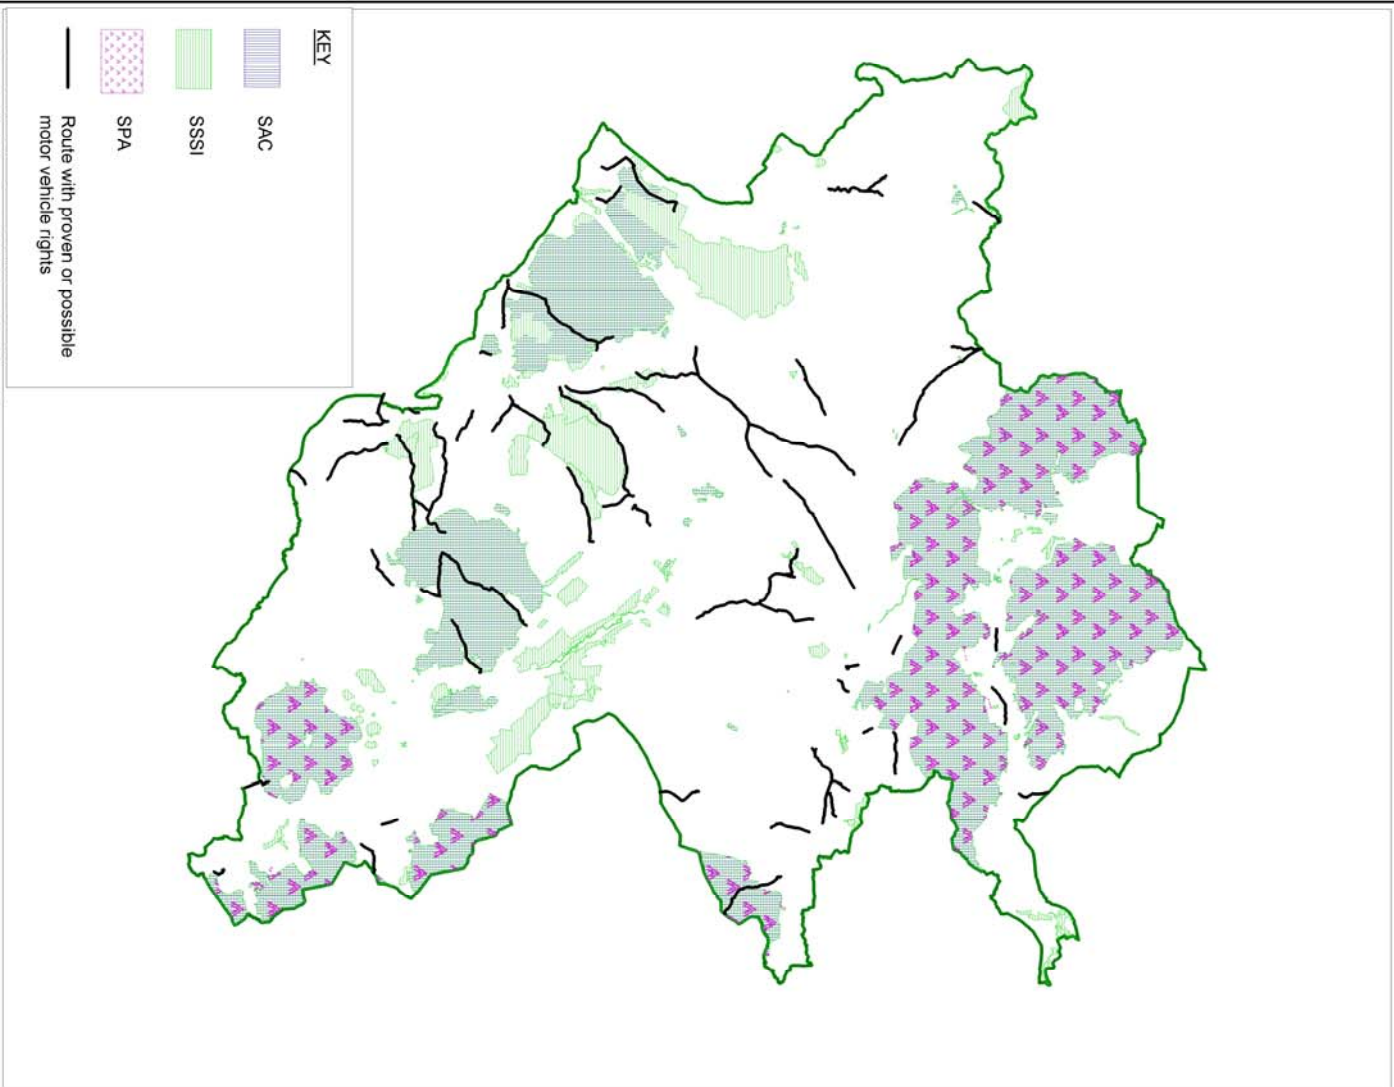 KEY
SAC
SSSI
SPA
Route with proven or possible
motor vehicle rights